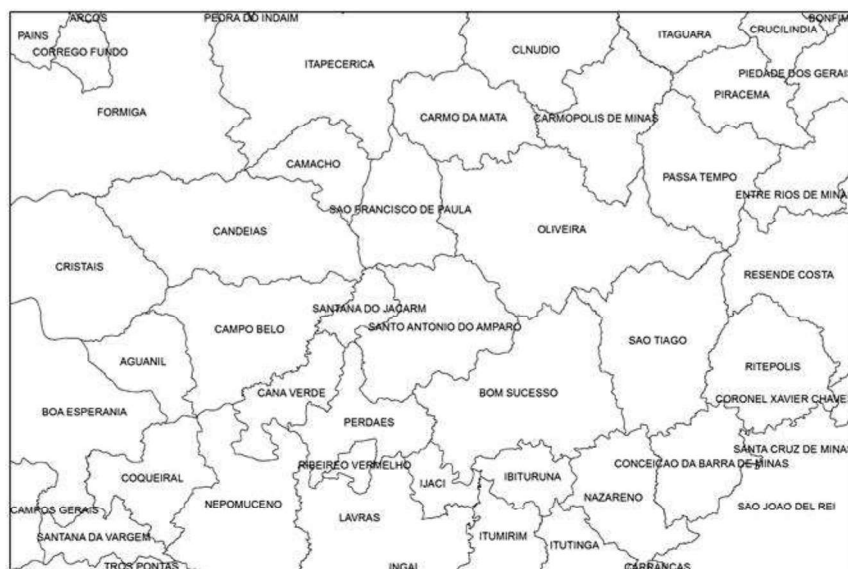 ARCOS
PEDRA DO INDAIM
BONFIM
PAINS
CORREGO FUNDO
ITAPECERICA
CLNUDIO
ITAGUARA
CRUCILINDIA
PIEDADE DOS GERAIS
PIRACEMA
FORMIGA
CARMO DA MATA
CARMOPOLIS DE MINAS
CAMACHO
PASSA TEMPO
ENTRE RIOS DE MINAS
SAO FRANCISCO DE PAULA
CANDEIAS
OLIVEIRA
CRISTAIS
RESENDE COSTA
SANTANA DO JACARM
CAMPO BELO
SANTO ANTONIO DO AMPARO
SAO TIAGO
AGUANIL
RITEPOLIS
CANA VERDE
BOM SUCESSO
CORONEL XAVIER CHAVE
BOA ESPERANIA
PERDAES
SANTA CRUZ DE MINAS
RIBEIREO VERMELHO
CONCEICAO DA BARRA DE MINAS
COQUEIRAL
IJACI
IBITURUNA
NAZARENO
NEPOMUCENO
SAO JOAO DEL REI
CAMPOS GERAIS
LAVRAS
SANTANA DA VARGEM
ITUMIRIM
ITUTINGA
TROS PONTAS
INGAI
CARRANCAS